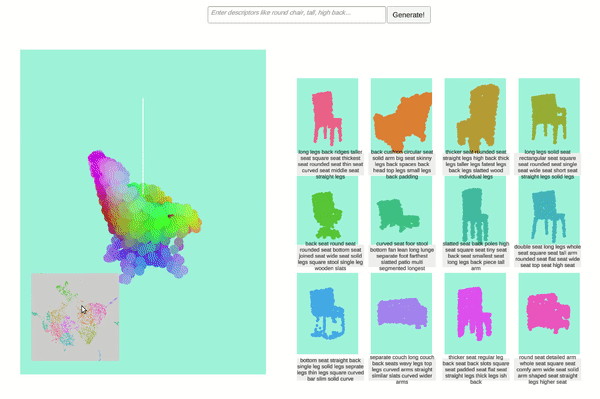 Enter descriptors like round chair, tall, high back...
Generate!
long legs back ridges taller
seat square seat thickest
seat rounded seat thin seat
curved seat middle seat
straight legs
back cushion circular seat
solid arm big seat skinny
leg back spaces back
head top legs small legs
back padding
thicker seat rounded seat
straight legs high back thick
legs taller legs fatest legs
back legs slatted wood
individual legs
long legs solid seat
rectangular seat square
seat rounded seat single
seat wide seat short seat
straight legs solid legs
back seat round seat
rounded seat bottom seat
joined wide seat wide seat
legs square stool single leg
wooden slats
curved seat foor stool
bottom fan lean long lunge
separate foot farthest
slatted patio multi
segmented longest
slatted seat poles high
square seat seat tiny seat
back seat smallest seat
long legs back piece tall
arm
double seat long legs whole
seat square seat tall arm
rounded seat flat seat wide
seat top seat high seat
bottom seat straight back
single leg solid legs seprate
legs thin legs square curved
bar slim solid curve
separate couch long couch
back seats wavy legs top
legs curved arms straight
similar slats curved wider
arms
thicker seat regular leg
back seat back slots square
seat padded seat flat seat
straight legs thick legs ish
back
round seat detailed arm
whole square seat seat
comfy arm wide seat solid
arm shaped seat straight
legs higher seat